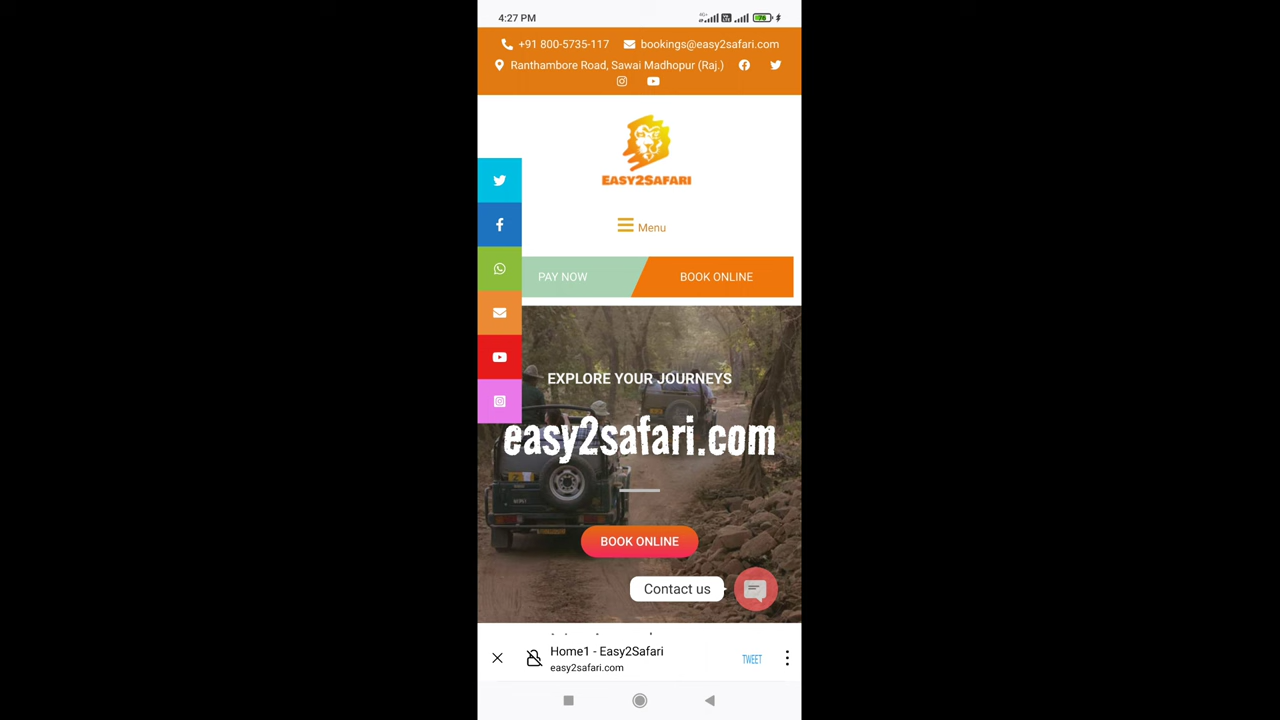 4:27 PM
76
+91 800-5735-117 bookings@easy2safari.com
Ranthambore Road, Sawai Madhopur (Raj.)
EASY2SAFARI
Menu
PAY NOW BOOK ONLINE
EXPLORE YOUR JOURNEYS
easy2safari.com
BOOK ONLINE
Contact us
Home1 - Easy2Safari
easy2safari.com
TWEET